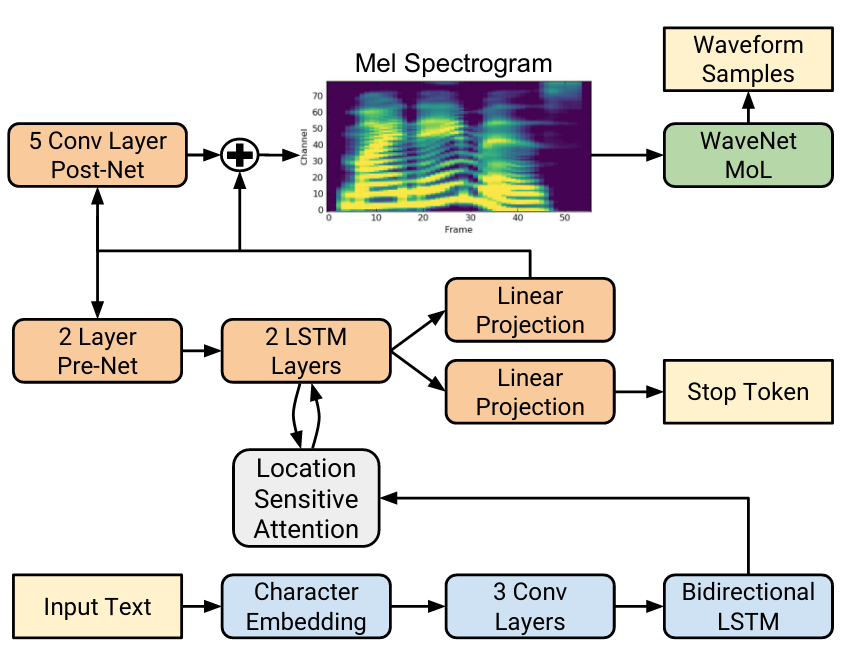 Waveform
Samples
Mel Spectrogram
5 Conv Layer
Post-Net
WaveNet
MoL
Channel
70
60
50
40
30
20
10
0
0 10 20 30 40 50
Frame
2 Layer
Pre-Net
2 LSTM
Layers
Linear
Projection
Linear
Projection
Stop Token
Location
Sensitive
Attention
Input Text
Character
Embedding
3 Conv
Layers
Bidirectional
LSTM